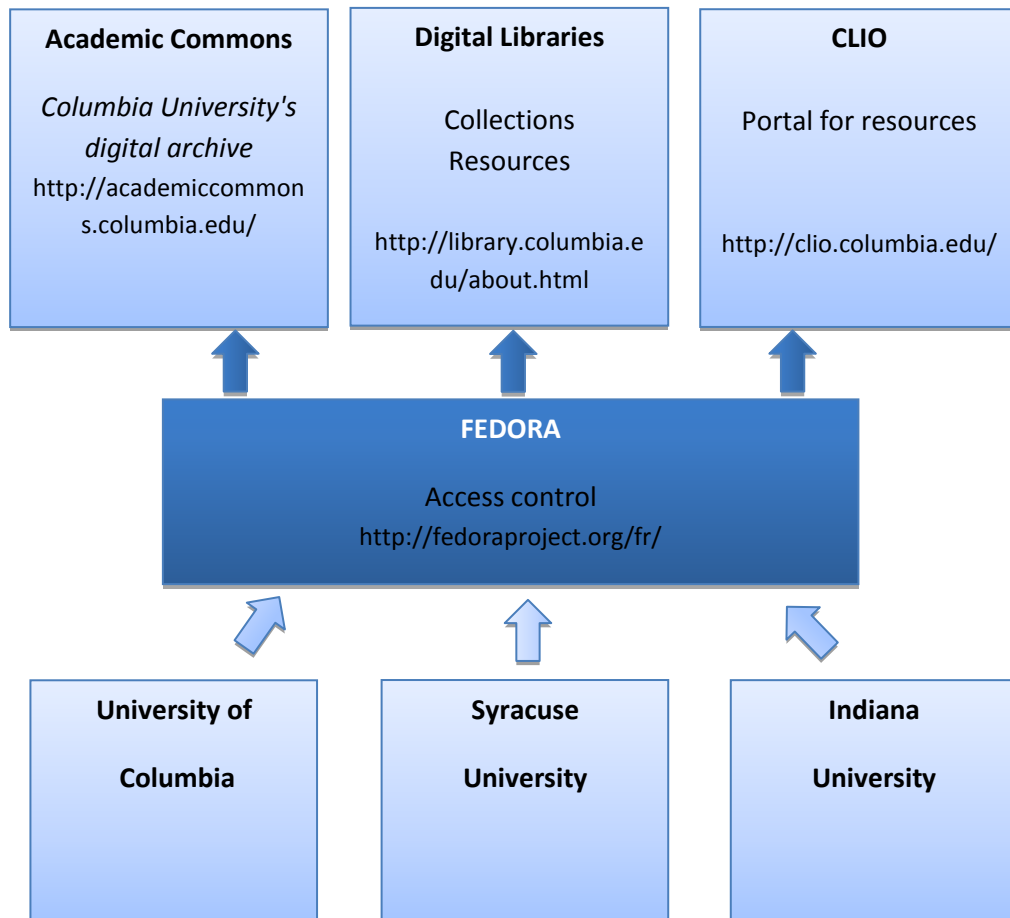 Academic Commons
Columbia University's
digital archive
http://academiccommon
s.columbia.edu/
Digital Libraries
Collections
Resources
http://library.columbia.e
du/about.html
CLIO
Portal for resources
http://clio.columbia.edu/
FEDORA
Access control
http://fedoraproject.org/fr/
University of
Columbia
Syracuse
University
Indiana
University